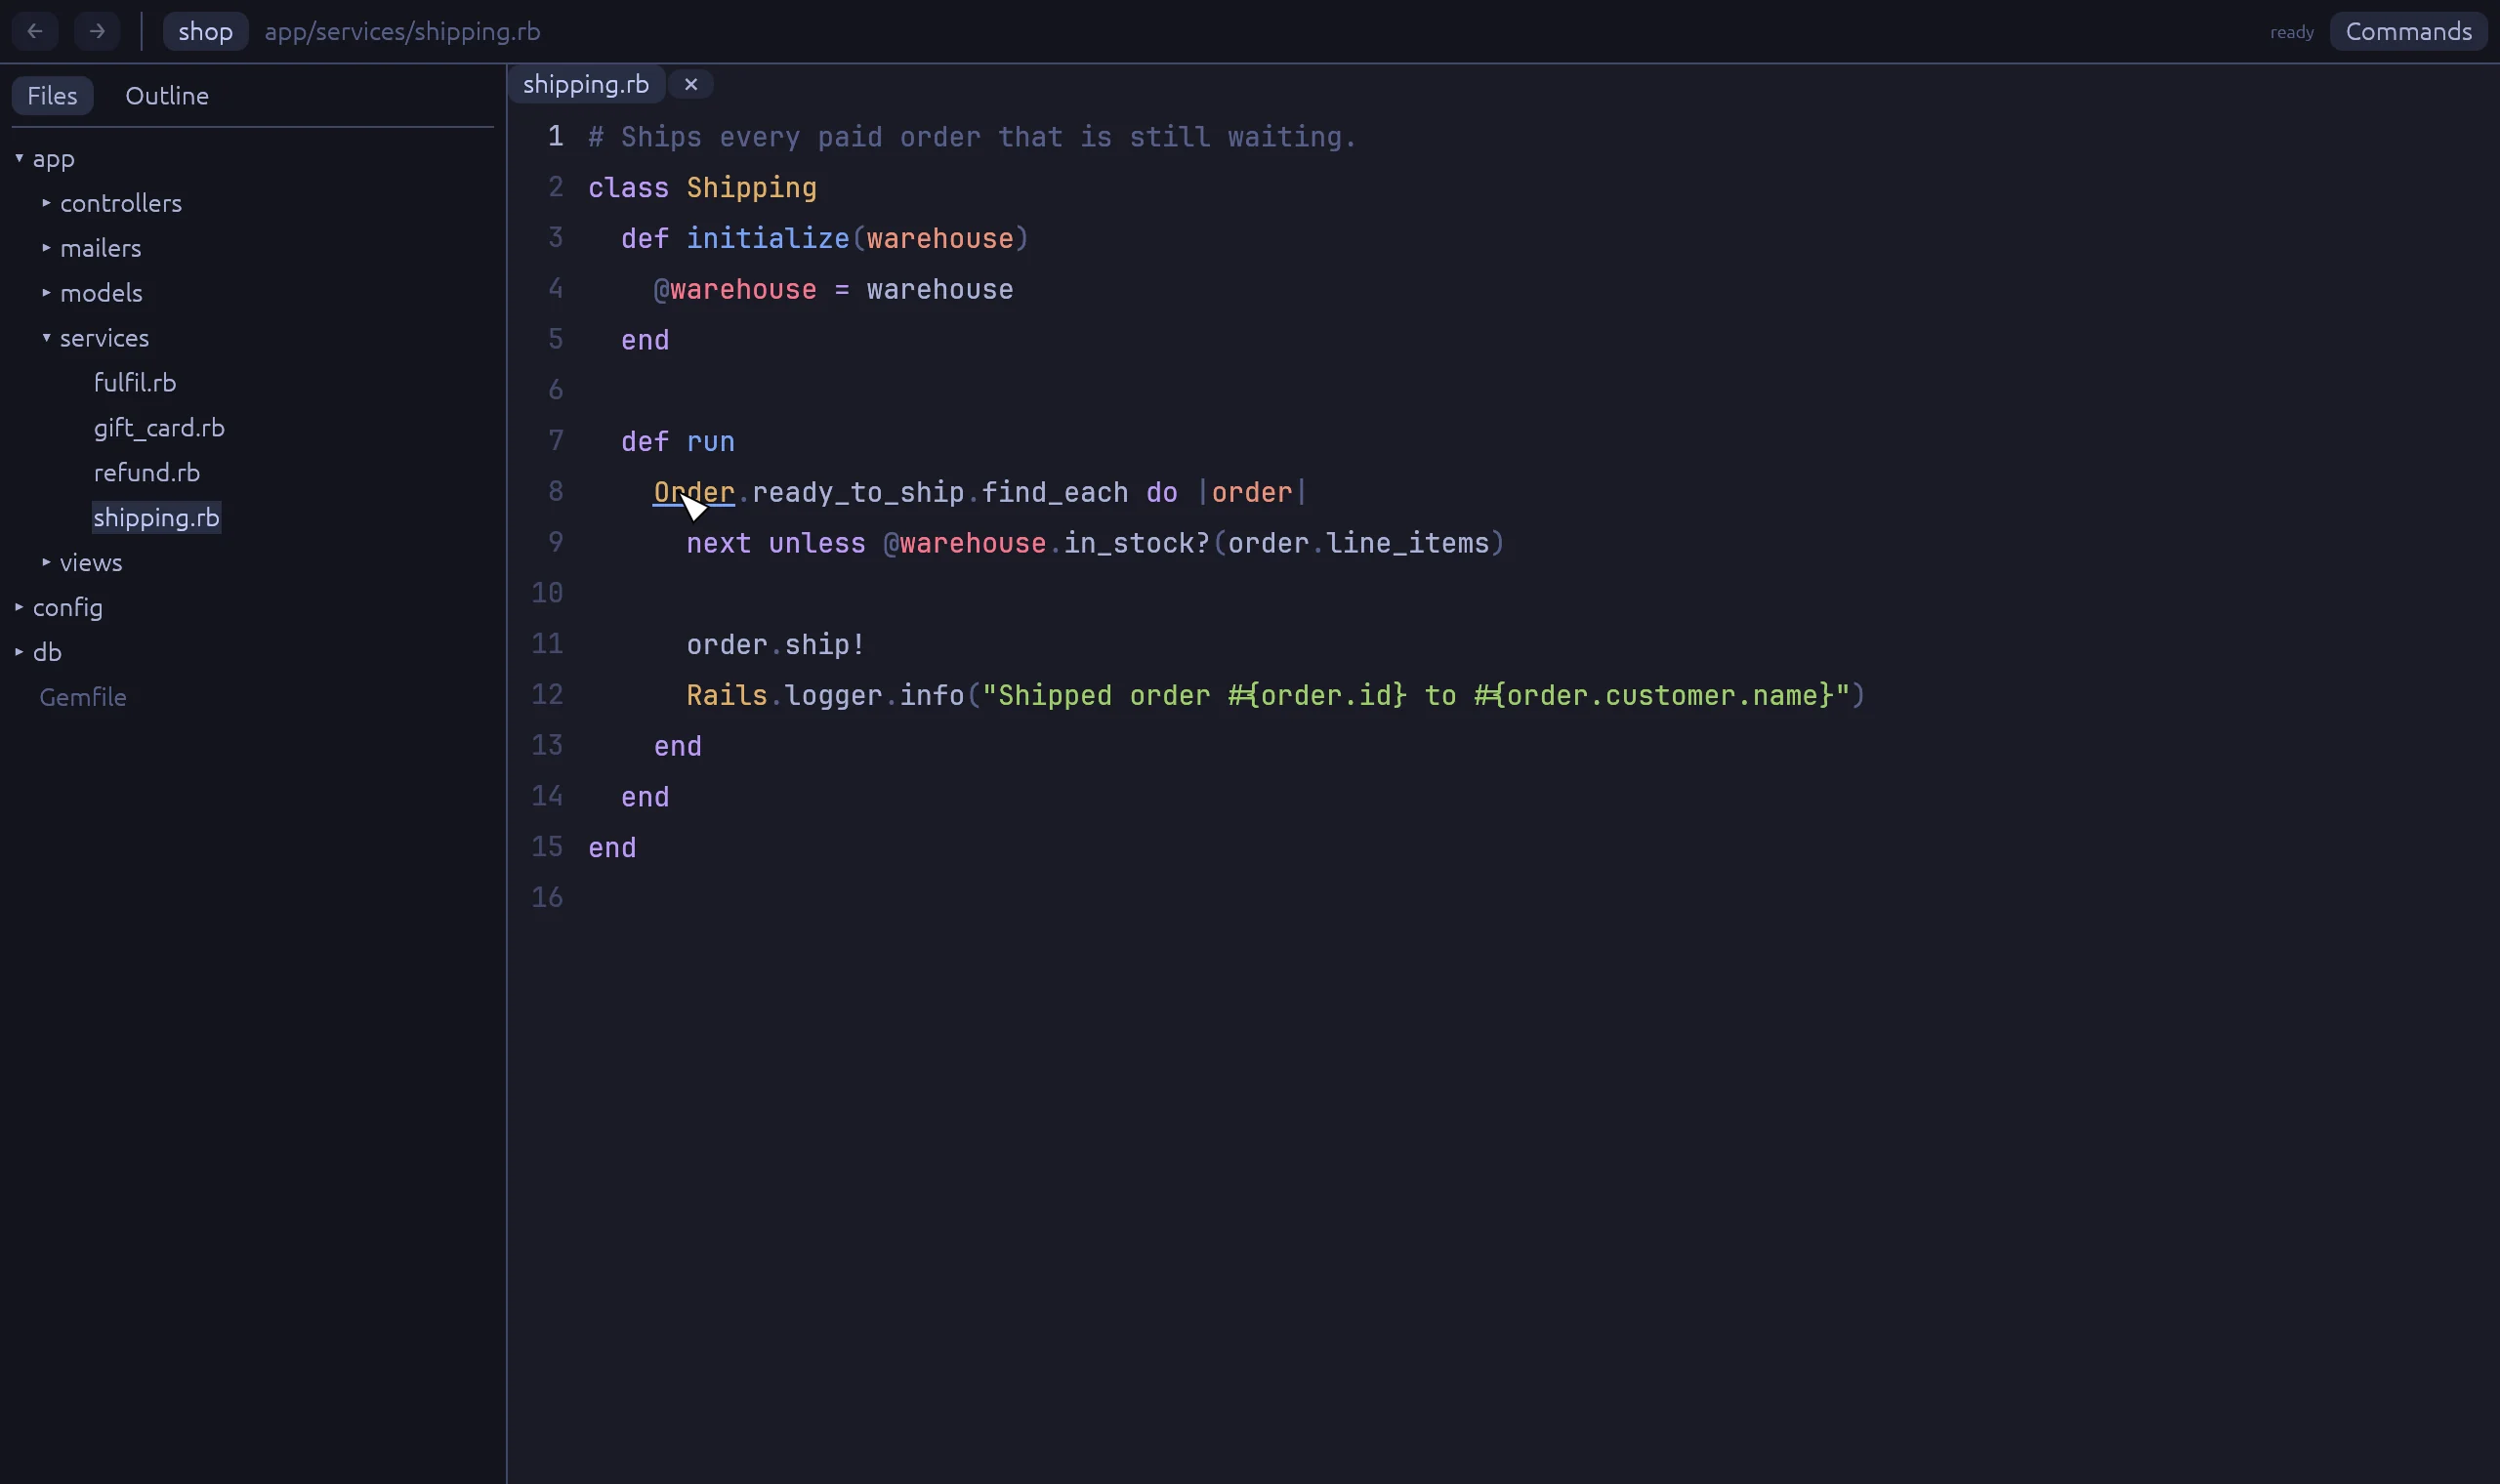 ← → shop app/services/shipping.rb ready Commands
Files Outline
▾ app
▸ controllers
▸ mailers
▸ models
▾ services
fulfil.rb
gift_card.rb
refund.rb
shipping.rb
▸ views
▸ config
▸ db
Gemfile
shipping.rb ×
1 # Ships every paid order that is still waiting.
2 class Shipping
3   def initialize(warehouse)
4     @warehouse = warehouse
5   end
6
7   def run
8     Order.ready_to_ship.find_each do |order|
9       next unless @warehouse.in_stock?(order.line_items)
10
11       order.ship!
12       Rails.logger.info("Shipped order #{order.id} to #{order.customer.name}")
13     end
14   end
15 end
16